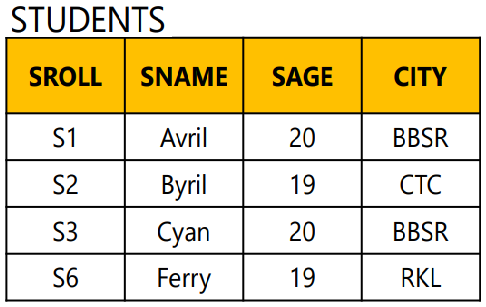 STUDENTS
SROLL SNAME SAGE CITY
S1 Avril 20 BBSR
S2 Byril 19 CTC
S3 Cyan 20 BBSR
S6 Ferry 19 RKL